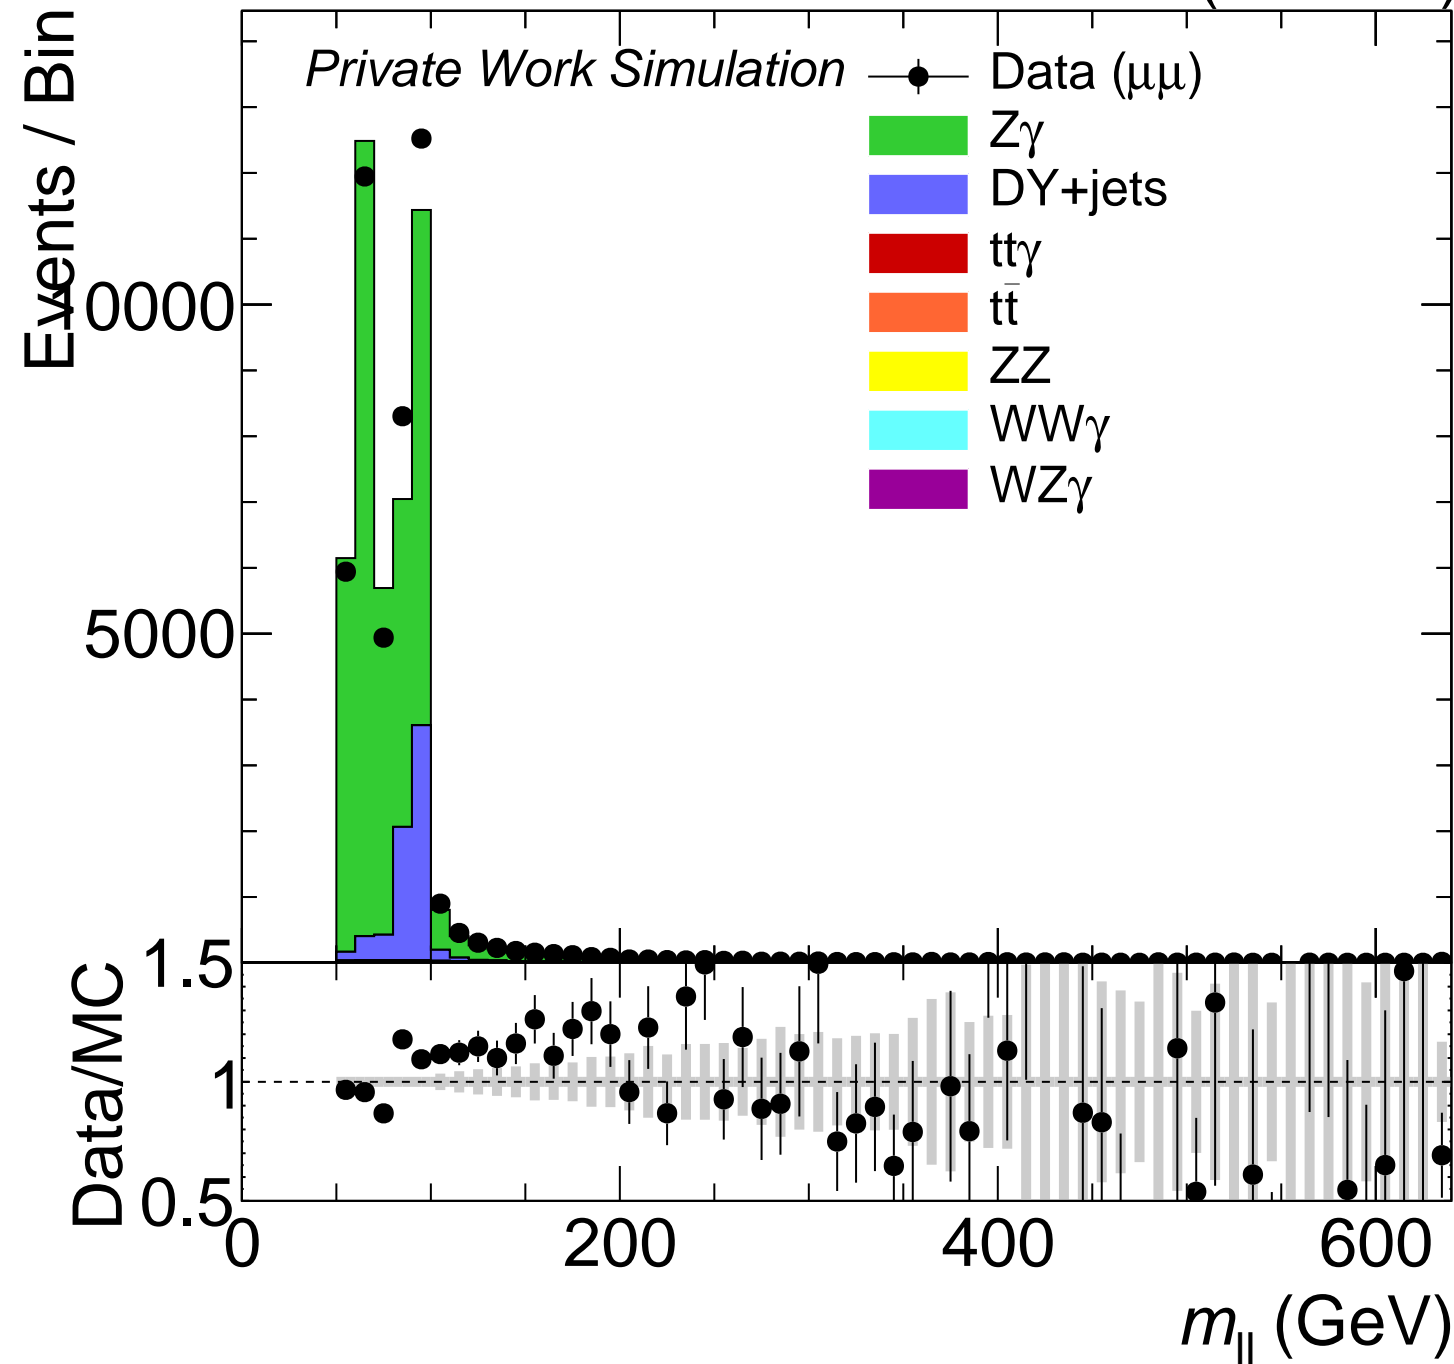 Private Work Simulation
Data (μμ)
Zγ
DY+jets
ttγ
tt̄
ZZ
WWγ
WZγ
Events / Bin
10000
5000
1.5
1
0.5
Data/MC
0
200
400
600
m_ll (GeV)